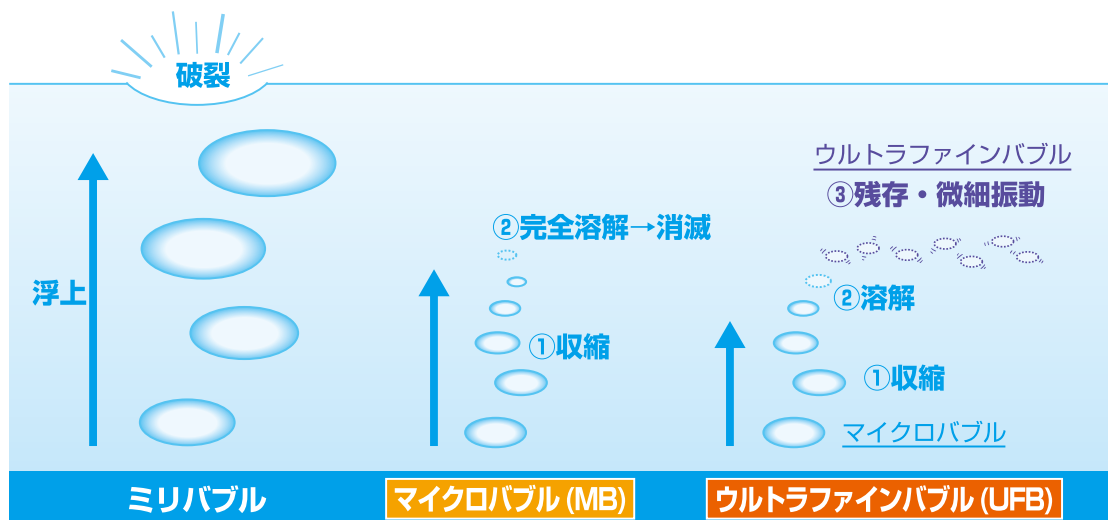 破裂
浮上
ミリバブル
②完全溶解→消滅
①収縮
マイクロバブル(MB)
ウルトラファインバブル
③残存・微細振動
②溶解
①収縮
マイクロバブル
ウルトラファインバブル(UFB)